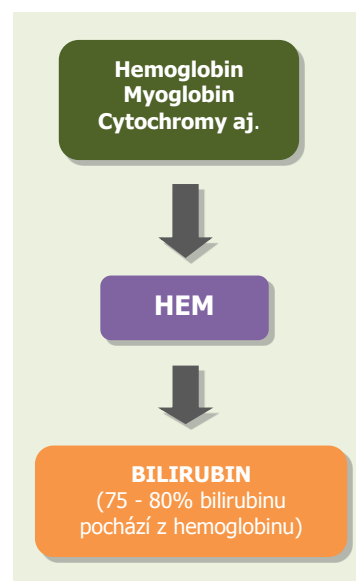 Hemoglobin
Myoglobin
Cytochromy aj.
HEM
BILIRUBIN
(75 - 80% bilirubinu
pochází z hemoglobinu)